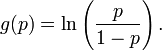 g(p) = ln(p/(1−p)).